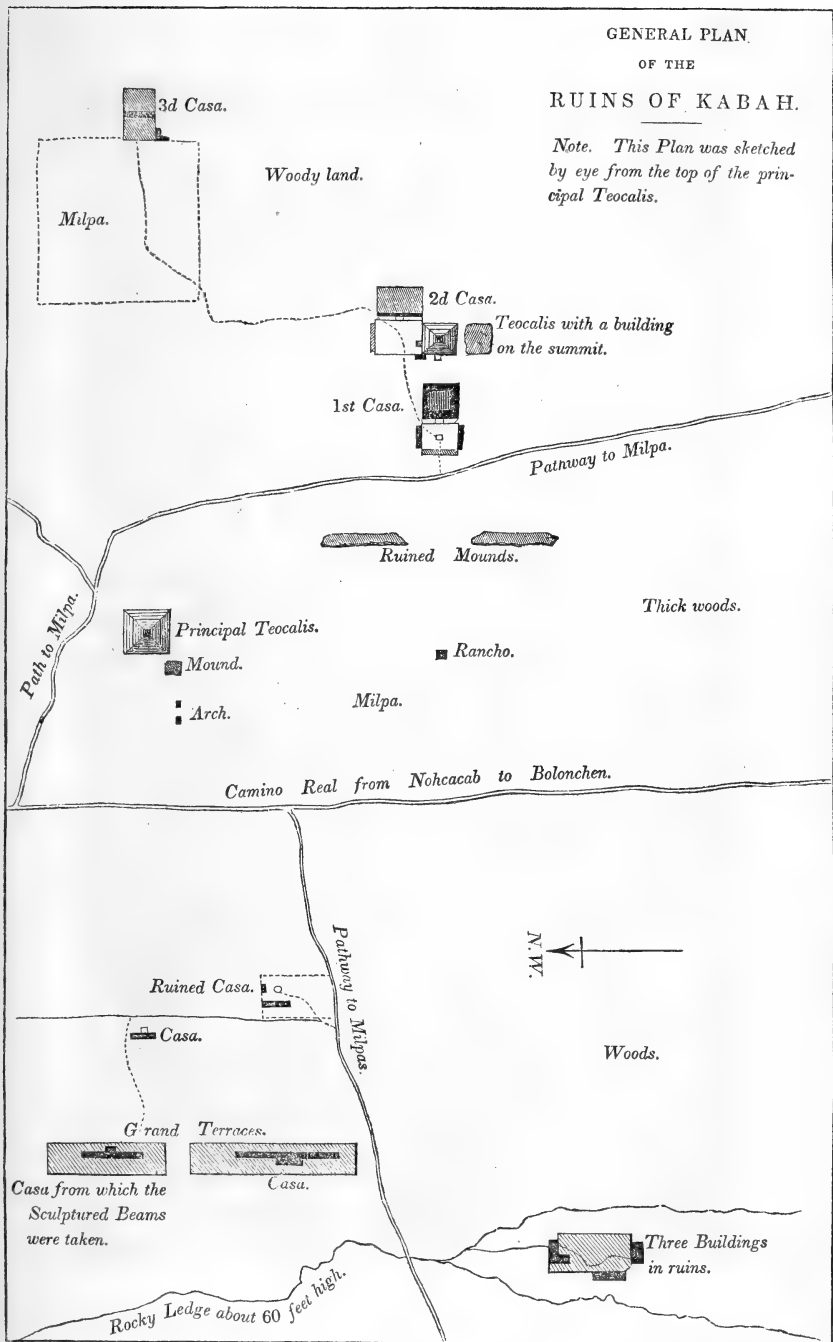 GENERAL PLAN.
OF THE
RUINS OF KABAH.
Note. This Plan was sketched
by eye from the top of the prin-
cipal Teocalis.
3d Casa.
Woody land.
Milpa.
2d Casa.
Teocalis with a building
on the summit.
1st Casa.
Pathway to Milpa.
Ruined Mounds.
Path to Milpa.
Thick woods.
Principal Teocalis.
Rancho.
Mound.
Milpa.
Arch.
Camino Real from Nohcacab to Bolonchen.
Pathway to Milpas.
N.W.
Ruined Casa.
Casa.
Woods.
Grand Terraces.
Casa from which the
Sculptured Beams
were taken.
Casa.
Three Buildings
in ruins.
Rocky Ledge about 60 feet high.